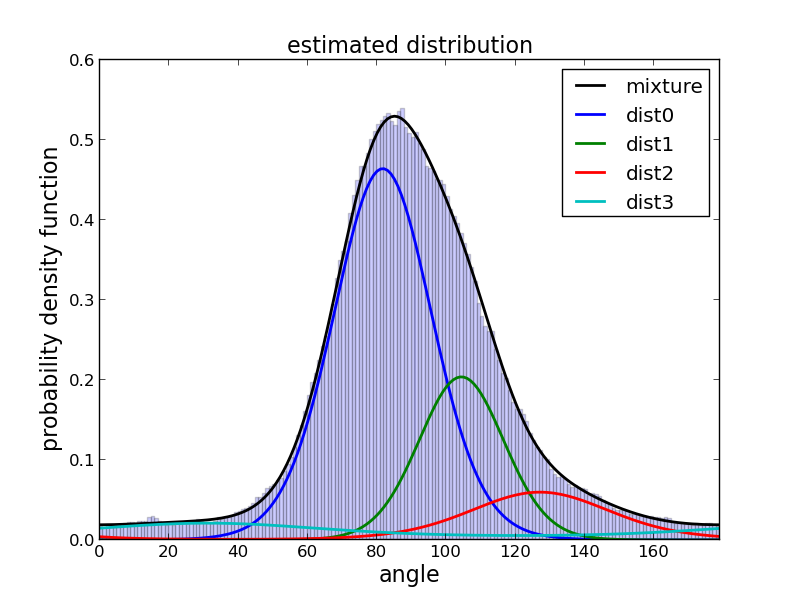 estimated distribution
probability density function
0.6
0.5
0.4
0.3
0.2
0.1
0.0
mixture
dist0
dist1
dist2
dist3
0 20 40 60 80 100 120 140 160
angle